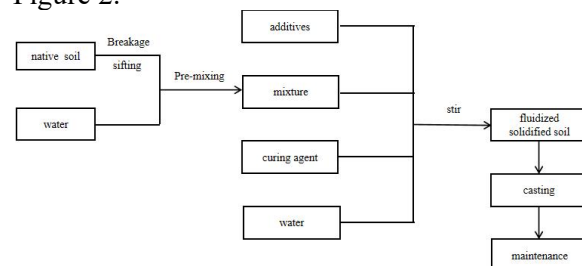 Figure 2.
additives
native soil
Breakage
sifting
Pre-mixing
mixture
water
stir
fluidized
solidified soil
curing agent
casting
water
maintenance